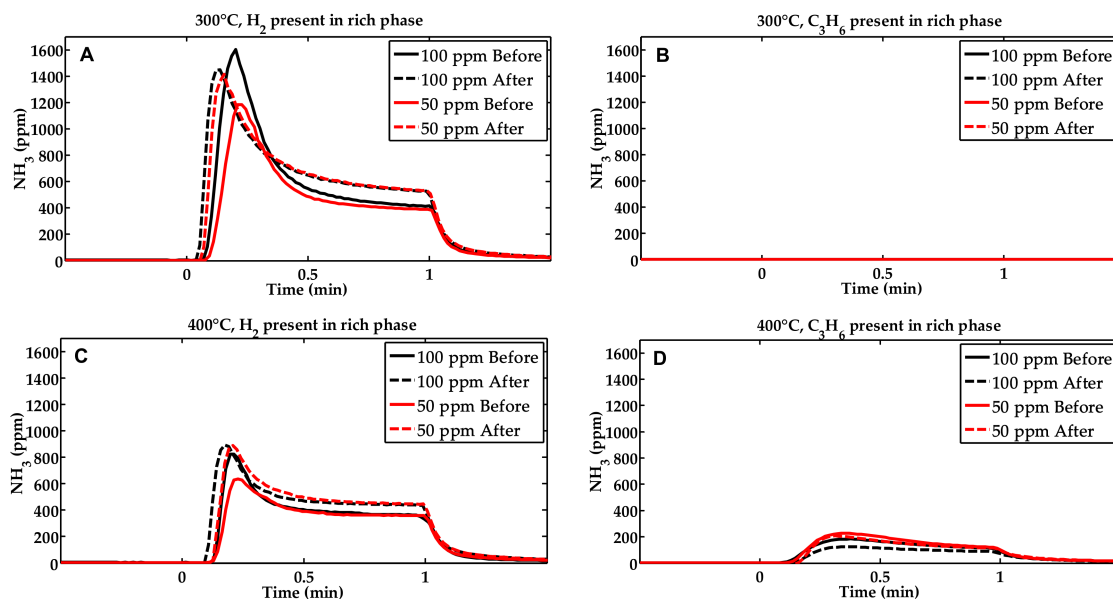 300°C, H2 present in rich phase
A
1600
1400
1200
1000
800
600
400
200
0
NH3 (ppm)
0
0
0.5
1
Time (min)
100 ppm Before
100 ppm After
50 ppm Before
50 ppm After
300°C, C3H6 present in rich phase
B
1600
1400
1200
1000
800
600
400
200
0
NH3 (ppm)
0
0.5
1
Time (min)
100 ppm Before
100 ppm After
50 ppm Before
50 ppm After
400°C, H2 present in rich phase
C
1600
1400
1200
1000
800
600
400
200
0
NH3 (ppm)
0
0.5
1
Time (min)
100 ppm Before
100 ppm After
50 ppm Before
50 ppm After
400°C, C3H6 present in rich phase
D
1600
1400
1200
1000
800
600
400
200
0
NH3 (ppm)
0
0.5
1
Time (min)
100 ppm Before
100 ppm After
50 ppm Before
50 ppm After